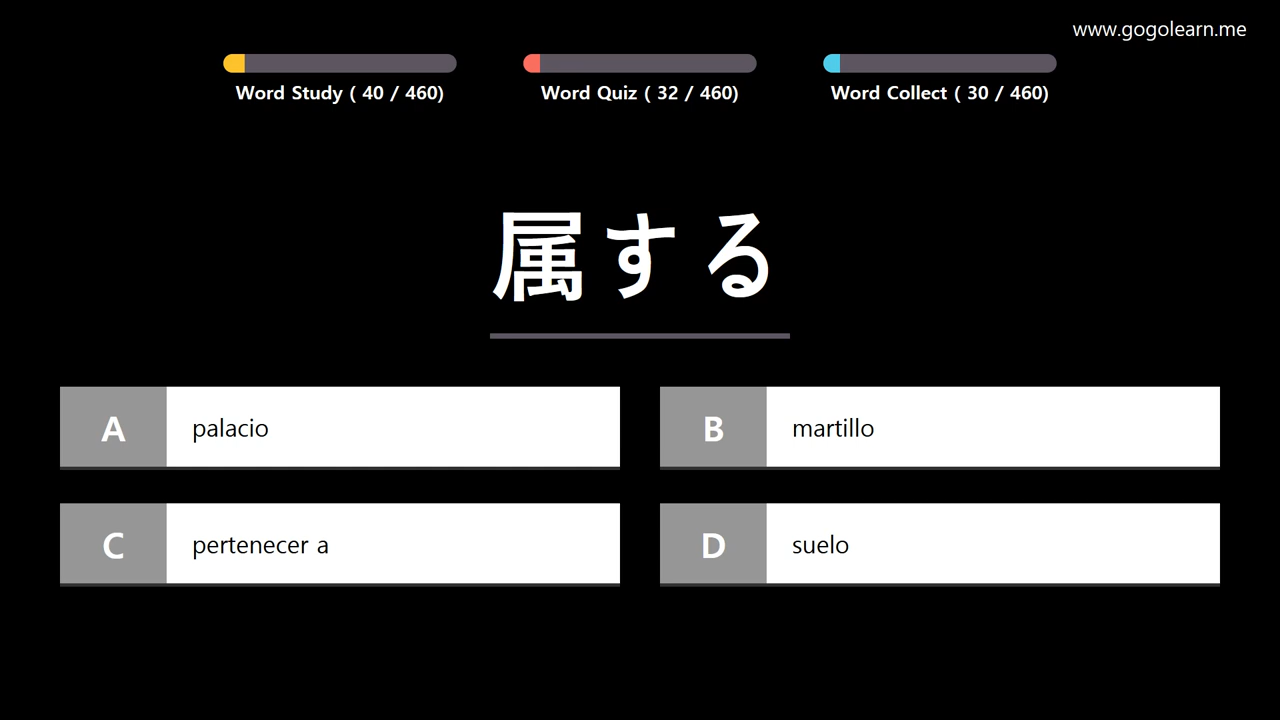 www.gogolearn.me
Word Study ( 40 / 460)
Word Quiz ( 32 / 460)
Word Collect ( 30 / 460)
属する
A palacio
B martillo
C pertenecer a
D suelo